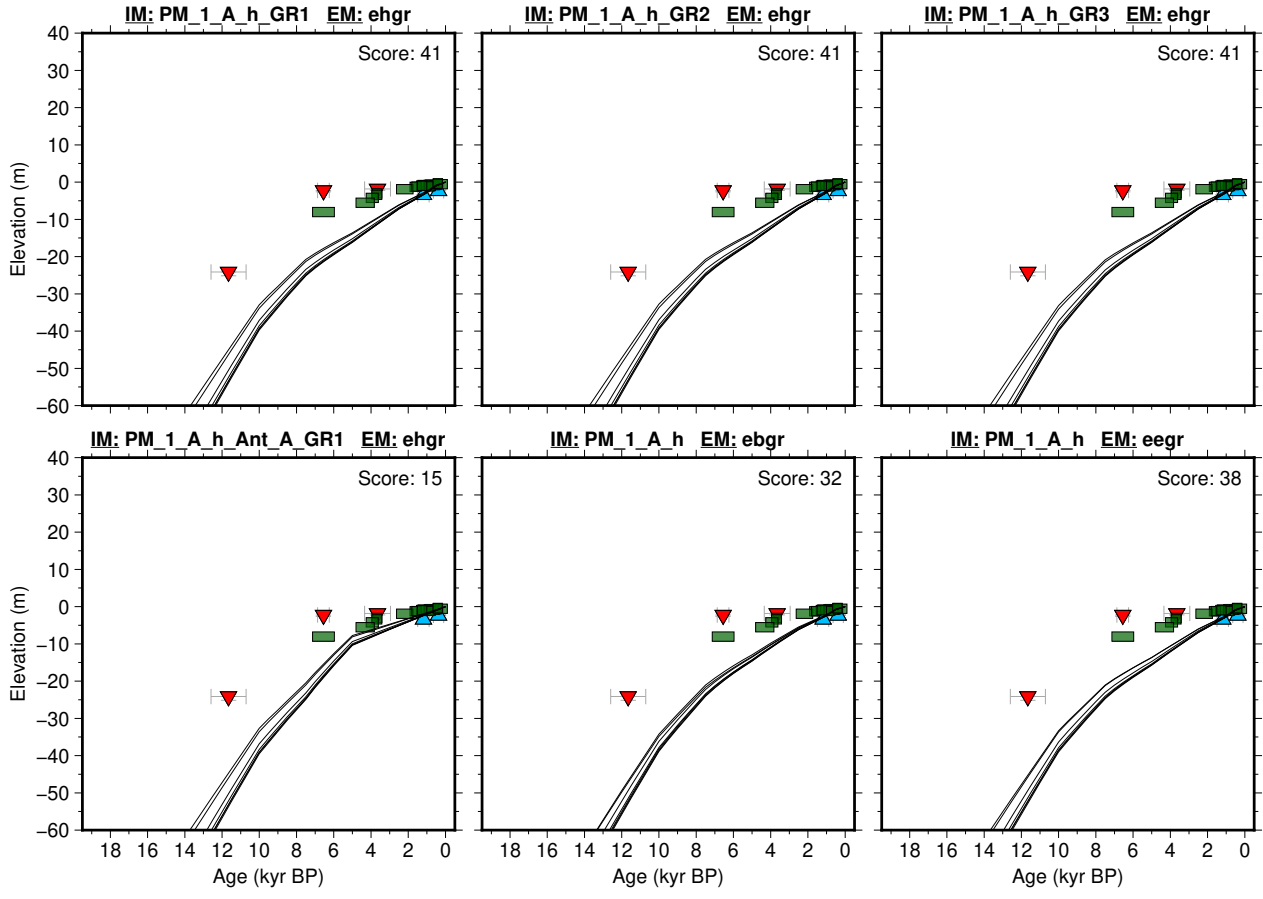 IM: PM_1_A_h_GR1 EM: ehgr
IM: PM_1_A_h_GR2 EM: ehgr
IM: PM_1_A_h_GR3 EM: ehgr
Score: 41
Score: 41
Score: 41
40
30
20
10
0
−10
−20
−30
−40
−50
−60
Elevation (m)
IM: PM_1_A_h_Ant_A_GR1 EM: ehgr
IM: PM_1_A_h EM: ebgr
IM: PM_1_A_h EM: eegr
Score: 15
Score: 32
Score: 38
40
30
20
10
0
−10
−20
−30
−40
−50
−60
Elevation (m)
18 16 14 12 10 8 6 4 2 0
18 16 14 12 10 8 6 4 2 0
18 16 14 12 10 8 6 4 2 0
Age (kyr BP)
Age (kyr BP)
Age (kyr BP)